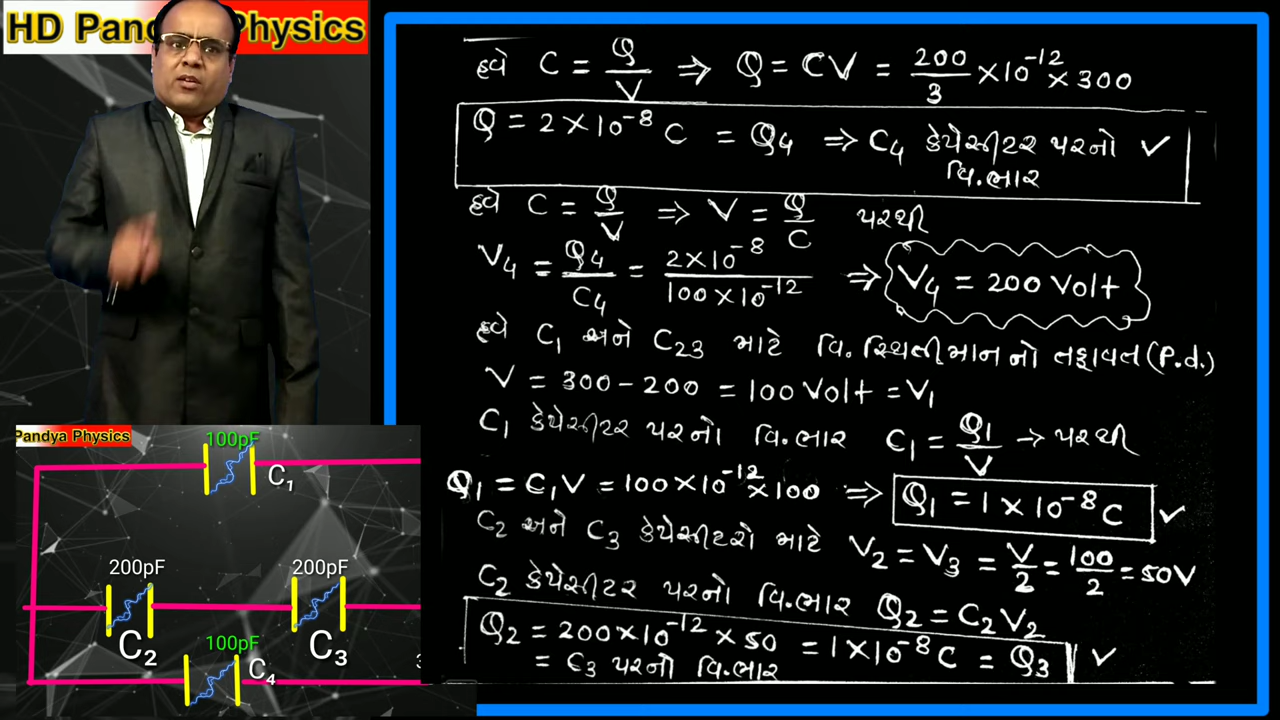 HD Pandya Physics
હવે C = Q/V ⇒ Q = CV = 200/3 × 10⁻¹² × 300
Q = 2 × 10⁻⁸ C = Q₄ ⇒ C₄ કેપેસીટર પરનો ✓
વિ.ભાર
હવે C = Q/V ⇒ V = Q/C પરથી
V₄ = Q₄/C₄ = 2×10⁻⁸/100×10⁻¹² ⇒ V₄ = 200 Volt
હવે C₁ અને C₂₃ માટે વિ. સ્થિતીમાન નો તફાવત (P.d.)
V = 300 – 200 = 100 Volt = V₁
C₁ કેપેસીટર પરનો વિ.ભાર C₁ = Q₁/V → પરથી
Q₁ = C₁V = 100×10⁻¹²×100 ⇒ Q₁ = 1 × 10⁻⁸ C ✓
C₂ અને C₃ કેપેસીટરો માટે V₂ = V₃ = V/2 = 100/2 = 50V
C₂ કેપેસીટર પરનો વિ.ભાર Q₂ = C₂V₂
Q₂ = 200×10⁻¹² × 50 = 1×10⁻⁸ C = Q₃ ✓
= C₃ પરનો વિ.ભાર
Pandya Physics
100pF
C₁
200pF 200pF
C₂ C₃
100pF
C₄